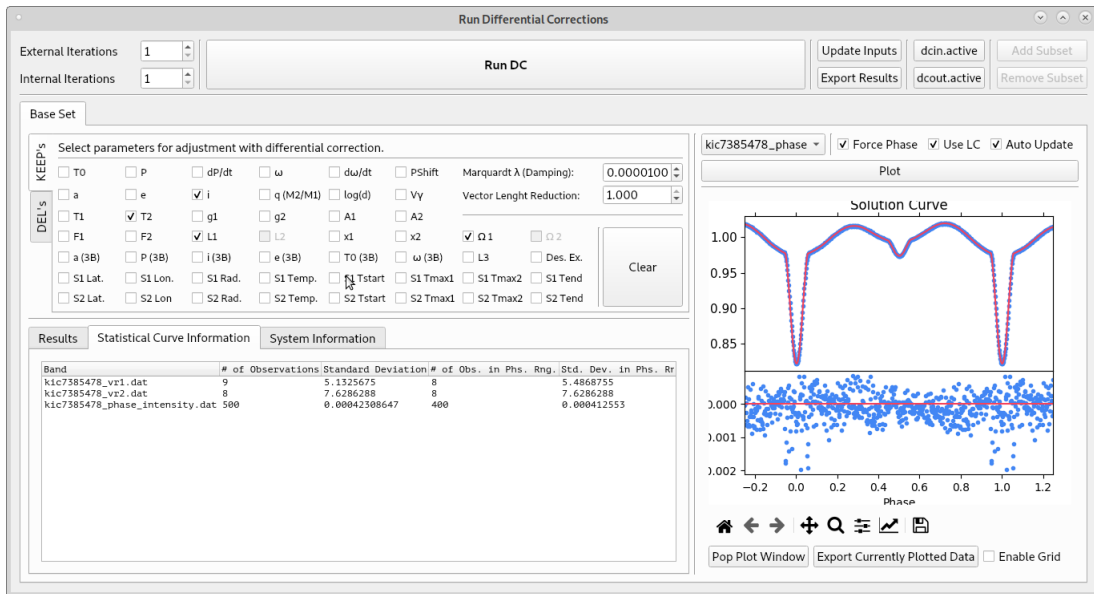 Run Differential Corrections
External Iterations 1
Internal Iterations 1
Run DC
Update Inputs dcin.active Add Subset
Export Results dcout.active Remove Subset
Base Set
KEEP's
DEL's
Select parameters for adjustment with differential correction.
T0 P dP/dt ω dω/dt PShift Marquardt λ (Damping): 0.0000100
a e i q (M2/M1) log(d) Vγ Vector Lenght Reduction: 1.000
T1 T2 g1 g2 A1 A2
F1 F2 L1 L2 x1 x2 Ω 1 Ω 2
a (3B) P (3B) i (3B) e (3B) T0 (3B) ω (3B) L3 Des. Ex.
S1 Lat. S1 Lon. S1 Rad. S1 Temp. S1 Tstart S1 Tmax1 S1 Tmax2 S1 Tend
S2 Lat. S2 Lon S2 Rad. S2 Temp. S2 Tstart S2 Tmax1 S2 Tmax2 S2 Tend
Clear
Results Statistical Curve Information System Information
Band # of Observations Standard Deviation # of Obs. in Phs. Rng. Std. Dev. in Phs. Rr
kic7385478_vr1.dat 9 5.1325675 8 5.4868755
kic7385478_vr2.dat 8 7.6286288 8 7.6286288
kic7385478_phase_intensity.dat 500 0.00042308647 400 0.000412553
kic7385478_phase Force Phase Use LC Auto Update
Plot
Solution Curve
1.00
0.95
0.90
0.85
0.000
0.001
0.002
−0.2 0.0 0.2 0.4 0.6 0.8 1.0 1.2
Phase
Pop Plot Window Export Currently Plotted Data Enable Grid